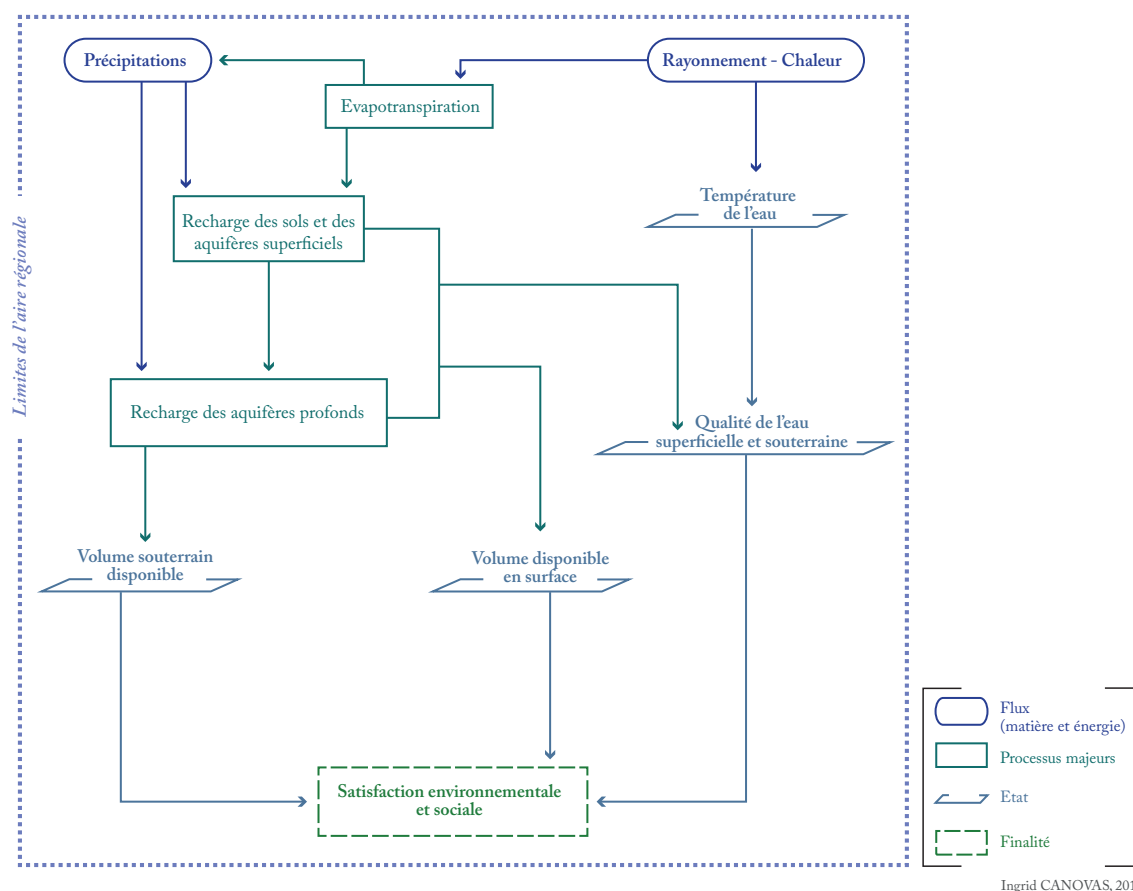 Précipitations
Rayonnement - Chaleur
Evapotranspiration
Température
de l'eau
Recharge des sols et des
aquifères superficiels
Limites de l'aire régionale
Recharge des aquifères profonds
Qualité de l'eau
superficielle et souterraine
Volume souterrain
disponible
Volume disponible
en surface
Satisfaction environnementale
et sociale
Flux
(matière et énergie)
Processus majeurs
Etat
Finalité
Ingrid CANOVAS, 201